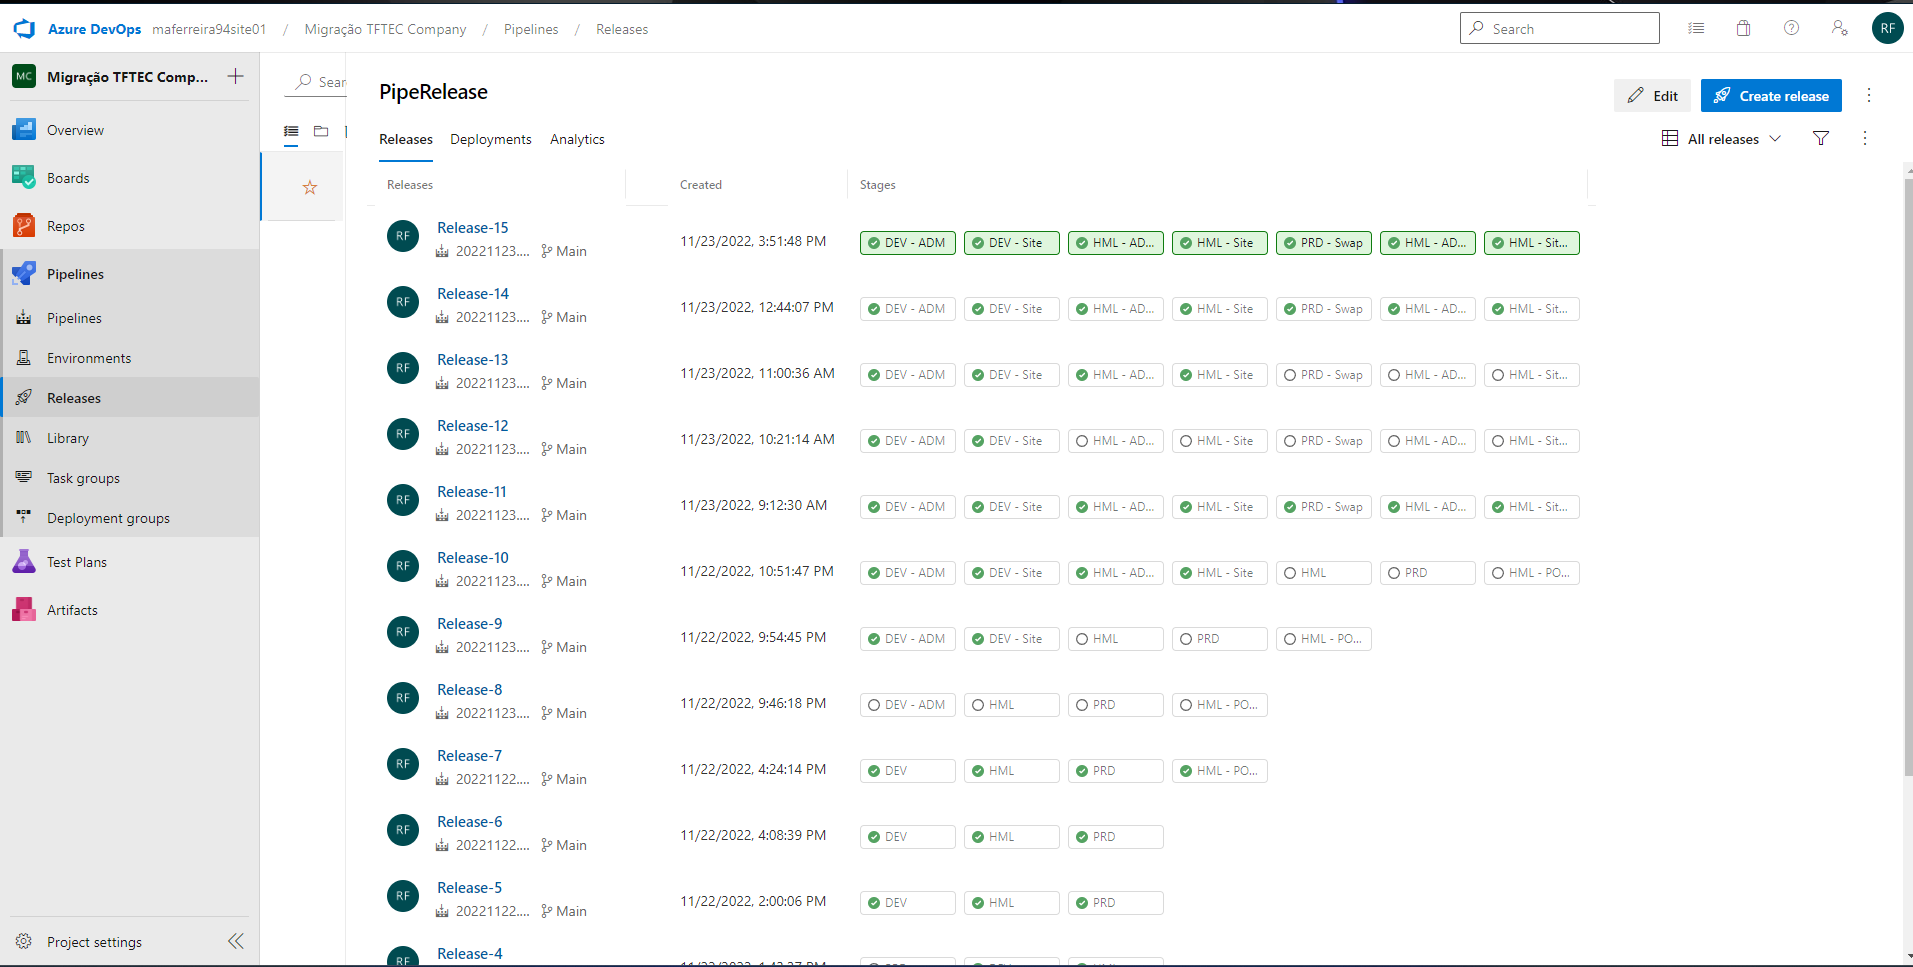 Azure DevOps maferreira94site01 / Migração TFTEC Company / Pipelines / Releases
Search
RF
MC Migração TFTEC Comp...
Overview
Boards
Repos
Pipelines
Pipelines
Environments
Releases
Library
Task groups
Deployment groups
Test Plans
Artifacts
Project settings
PipeRelease
Edit
Create release
Releases Deployments Analytics
All releases
Releases Created Stages
RF Release-15
20221123.... Main
11/23/2022, 3:51:48 PM
DEV - ADM DEV - Site HML - AD... HML - Site PRD - Swap HML - AD... HML - Sit...
RF Release-14
20221123.... Main
11/23/2022, 12:44:07 PM
DEV - ADM DEV - Site HML - AD... HML - Site PRD - Swap HML - AD... HML - Sit...
RF Release-13
20221123.... Main
11/23/2022, 11:00:36 AM
DEV - ADM DEV - Site HML - AD... HML - Site PRD - Swap HML - AD... HML - Sit...
RF Release-12
20221123.... Main
11/23/2022, 10:21:14 AM
DEV - ADM DEV - Site HML - AD... HML - Site PRD - Swap HML - AD... HML - Sit...
RF Release-11
20221123.... Main
11/23/2022, 9:12:30 AM
DEV - ADM DEV - Site HML - AD... HML - Site PRD - Swap HML - AD... HML - Sit...
RF Release-10
20221123.... Main
11/22/2022, 10:51:47 PM
DEV - ADM DEV - Site HML - AD... HML - Site HML PRD HML - PO...
RF Release-9
20221123.... Main
11/22/2022, 9:54:45 PM
DEV - ADM DEV - Site HML PRD HML - PO...
RF Release-8
20221123.... Main
11/22/2022, 9:46:18 PM
DEV - ADM HML PRD HML - PO...
RF Release-7
20221122.... Main
11/22/2022, 4:24:14 PM
DEV HML PRD HML - PO...
RF Release-6
20221122.... Main
11/22/2022, 4:08:39 PM
DEV HML PRD
RF Release-5
20221122.... Main
11/22/2022, 2:00:06 PM
DEV HML PRD
RF Release-4